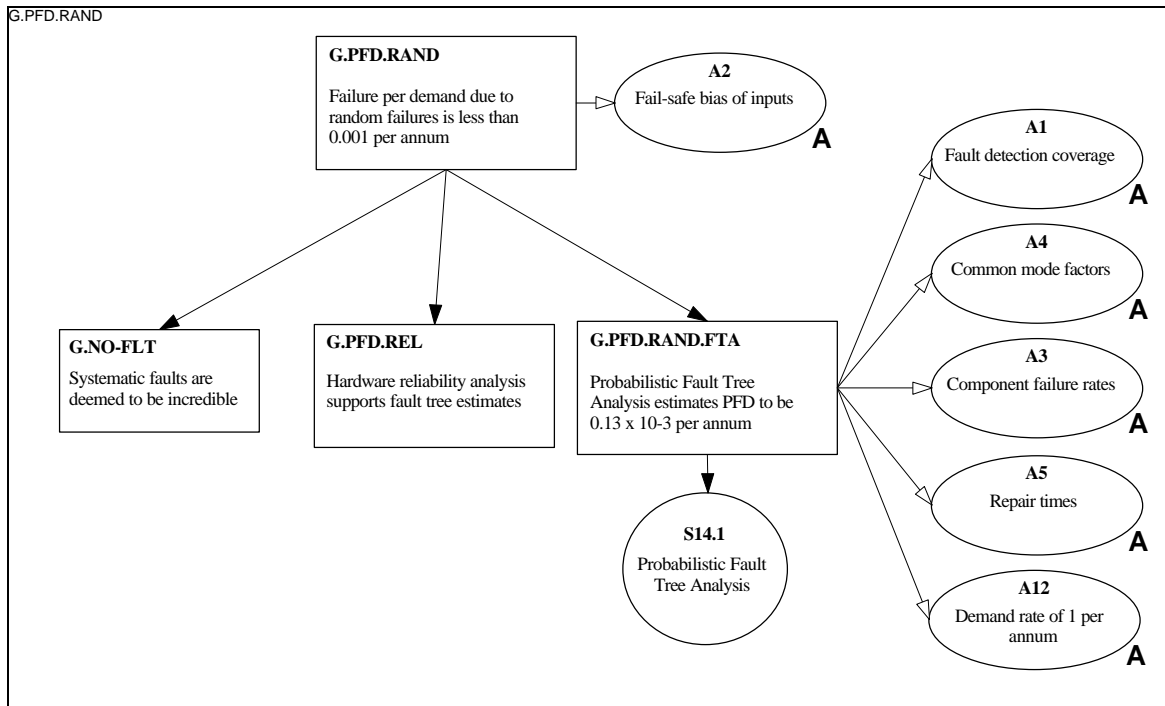 G.PFD.RAND
G.PFD.RAND
Failure per demand due to
random failures is less than
0.001 per annum
A2
Fail-safe bias of inputs
A
A1
Fault detection coverage
A
A4
Common mode factors
A
G.NO-FLT
Systematic faults are
deemed to be incredible
G.PFD.REL
Hardware reliability analysis
supports fault tree estimates
G.PFD.RAND.FTA
Probabilistic Fault Tree
Analysis estimates PFD to be
0.13 x 10-3 per annum
A3
Component failure rates
A
A5
Repair times
A
S14.1
Probabilistic Fault
Tree Analysis
A12
Demand rate of 1 per
annum
A